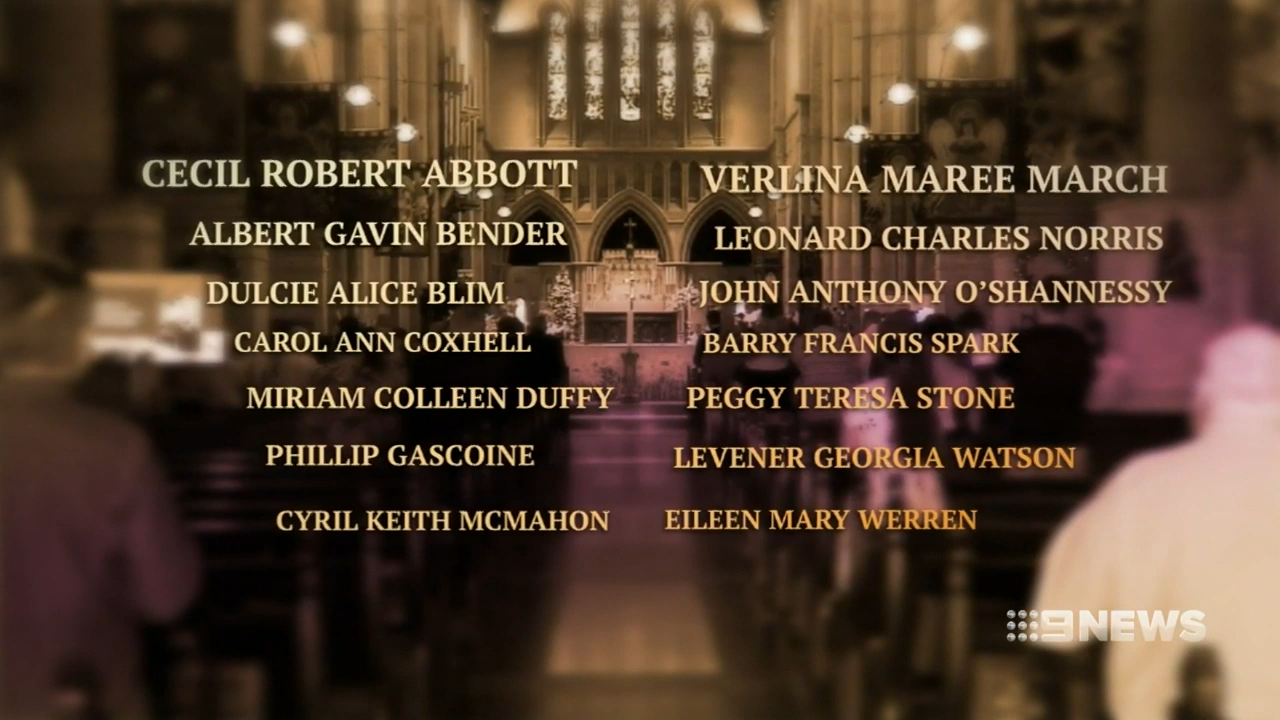 CECIL ROBERT ABBOTT
ALBERT GAVIN BENDER
DULCIE ALICE BLIM
CAROL ANN COXHELL
MIRIAM COLLEEN DUFFY
PHILLIP GASCOINE
CYRIL KEITH MCMAHON
VERLINA MAREE MARCH
LEONARD CHARLES NORRIS
JOHN ANTHONY O’SHANNESSY
BARRY FRANCIS SPARK
PEGGY TERESA STONE
LEVENER GEORGIA WATSON
EILEEN MARY WERREN
9NEWS